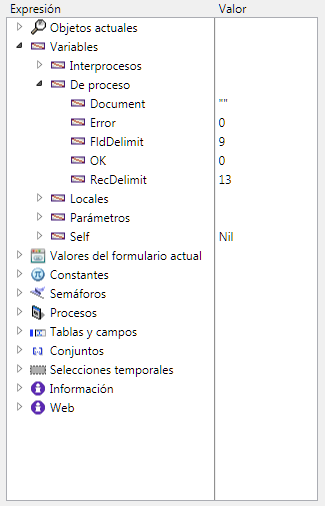 Expresión Valor
Objetos actuales
Variables
Interprocesos
De proceso
Document ""
Error 0
FldDelimit 9
OK 0
RecDelimit 13
Locales
Parámetros
Self Nil
Valores del formulario actual
Constantes
Semáforos
Procesos
Tablas y campos
Conjuntos
Selecciones temporales
Información
Web